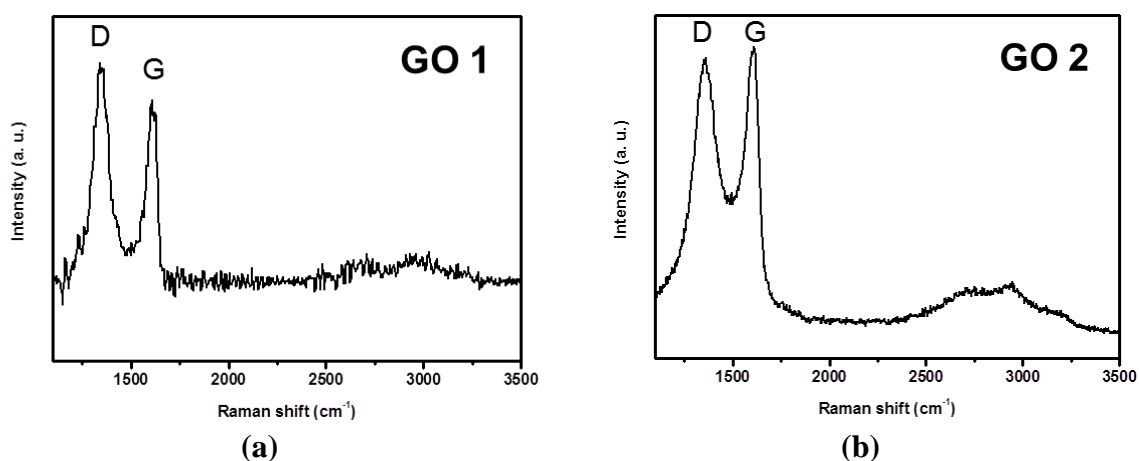 D
G
GO 1
Intensity (a. u.)
1500 2000 2500 3000 3500
Raman shift (cm-1)
(a)
D G
GO 2
Intensity (a. u.)
1500 2000 2500 3000 3500
Raman shift (cm-1)
(b)